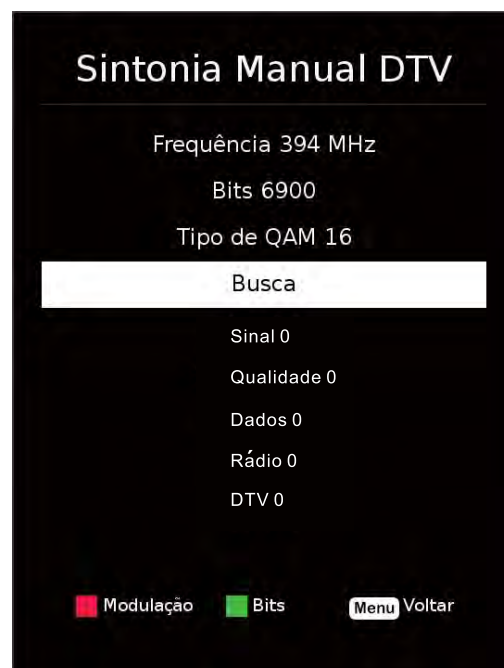 Sintonia Manual DTV
Frequência 394 MHz
Bits 6900
Tipo de QAM 16
Busca
Sinal 0
Qualidade 0
Dados 0
Rádio 0
DTV 0
Modulação Bits Menu Voltar